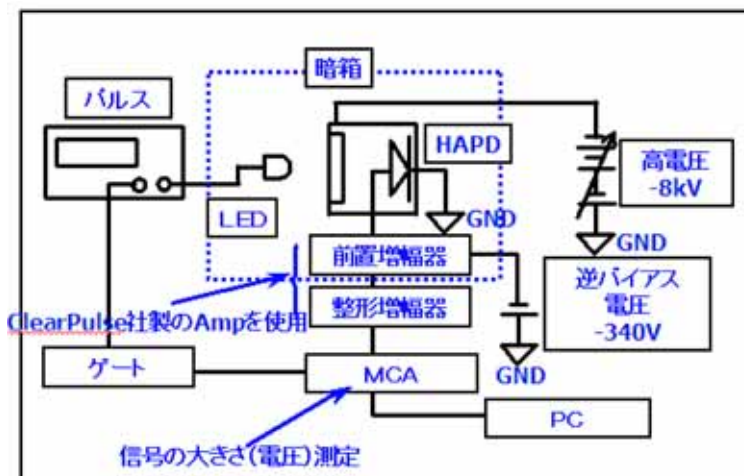 暗箱
パルス
HAPD
高電圧
-8kV
LED
GND
GND
前置増幅器
逆バイアス
電圧
-340V
整形増幅器
ClearPulse社製のAmpを使用
ゲート
MCA
GND
PC
信号の大きさ(電圧)測定